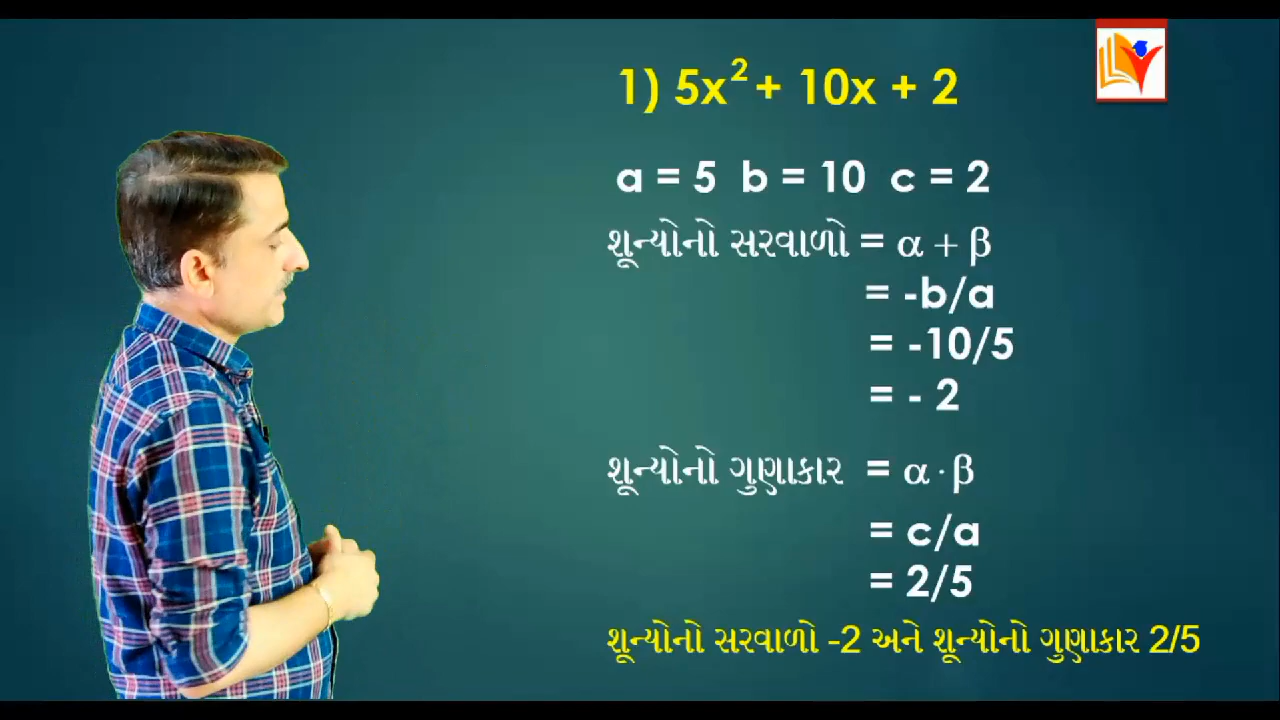 1) 5x² + 10x + 2
a = 5 b = 10 c = 2
શૂન્યોનો સરવાળો = α + β
= -b/a
= -10/5
= - 2
શૂન્યોનો ગુણાકાર = α · β
= c/a
= 2/5
શૂન્યોનો સરવાળો -2 અને શૂન્યોનો ગુણાકાર 2/5